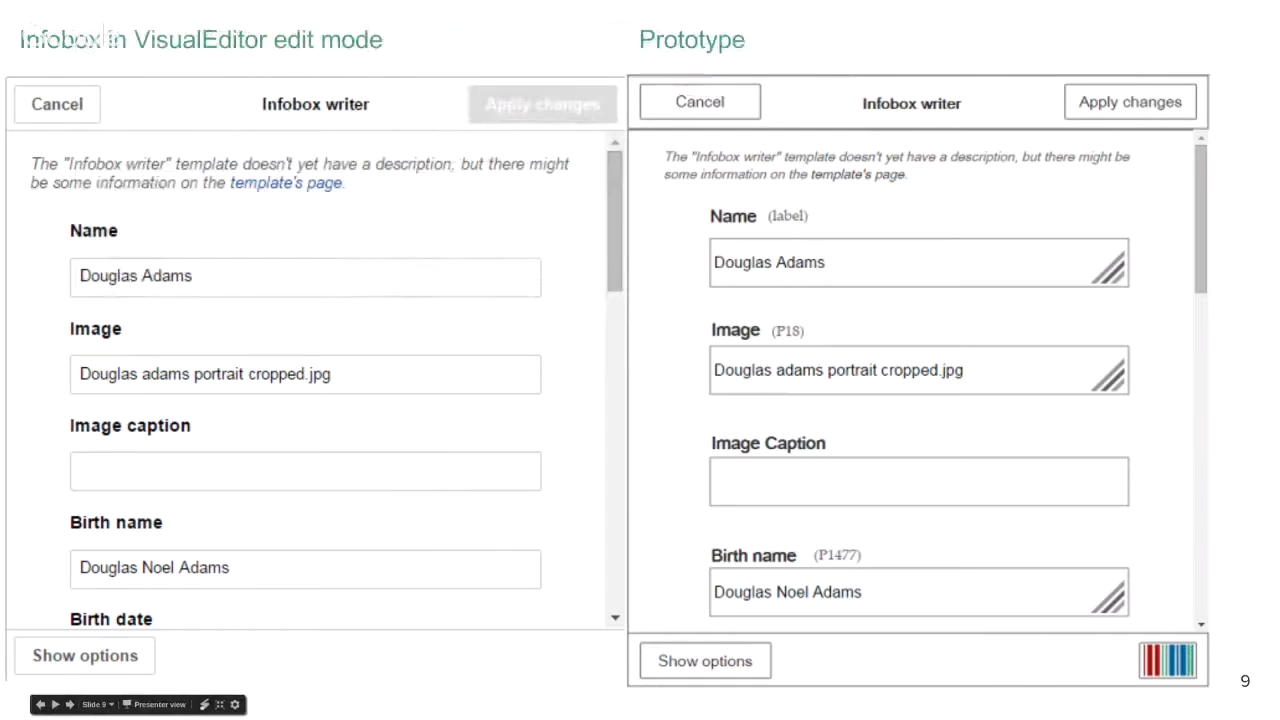 Infobox in VisualEditor edit mode
Cancel
Infobox writer
Apply changes
The "Infobox writer" template doesn't yet have a description, but there might
be some information on the template's page.
Name
Douglas Adams
Image
Douglas adams portrait cropped.jpg
Image caption
Birth name
Douglas Noel Adams
Birth date
Show options
Prototype
Cancel
Infobox writer
Apply changes
The "Infobox writer" template doesn't yet have a description, but there might be
some information on the template's page.
Name (label)
Douglas Adams
Image (P18)
Douglas adams portrait cropped.jpg
Image Caption
Birth name (P1477)
Douglas Noel Adams
Show options
9
Slide 9
Presenter view